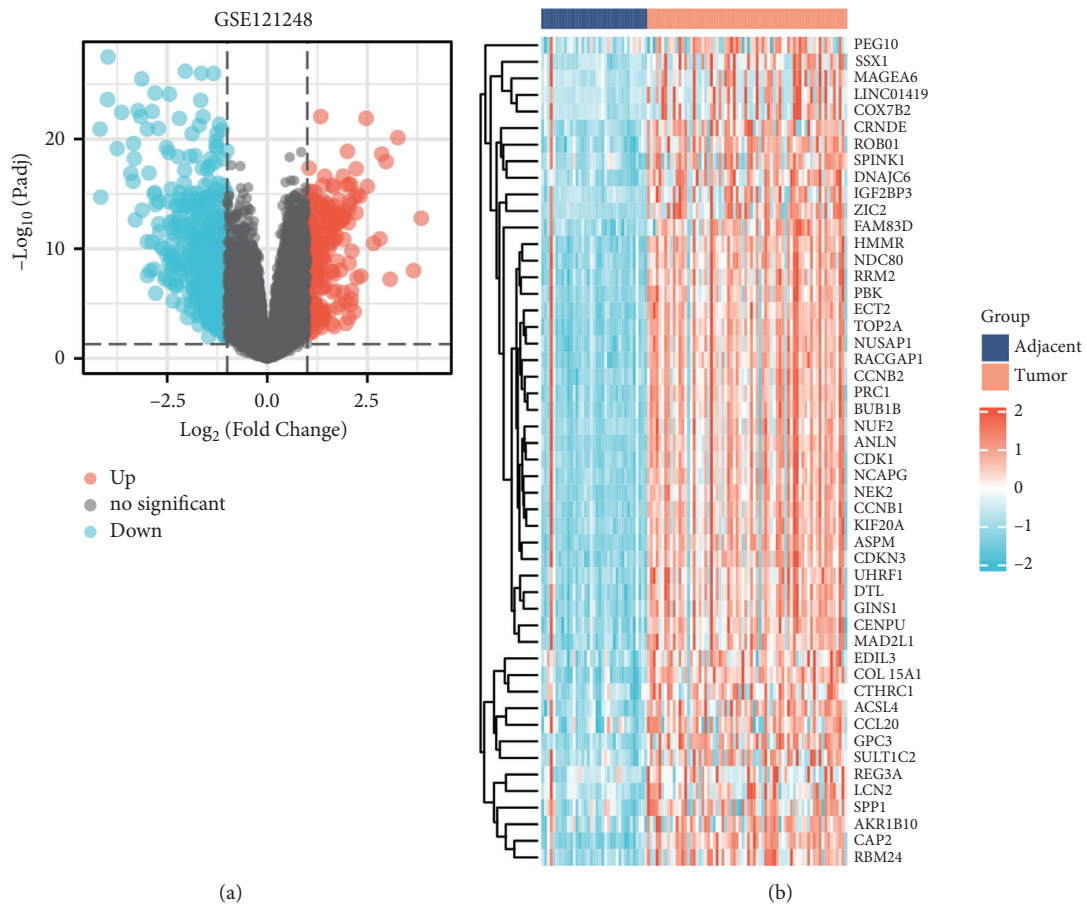 GSE121248
20
10
0
−Log10 (P.adj)
−2.5
0.0
2.5
Log2 (Fold Change)
Up
no significant
Down
(a)
PEG10
SSX1
MAGEA6
LINC01419
COX7B2
CRNDE
ROB01
SPINK1
DNAJC6
IGF2BP3
ZIC2
FAM83D
HMMR
NDC80
RRM2
PBK
ECT2
TOP2A
NUSAP1
RACGAP1
CCNB2
PRC1
BUB1B
NUF2
ANLN
CDK1
NCAPG
NEK2
CCNB1
KIF20A
ASPM
CDKN3
UHRF1
DTL
GINS1
CENPU
MAD2L1
EDIL3
COL 15A1
CTHRC1
ACSL4
CCL20
GPC3
SULT1C2
REG3A
LCN2
SPP1
AKR1B10
CAP2
RBM24
Group
Adjacent
Tumor
2
1
0
−1
−2
(b)